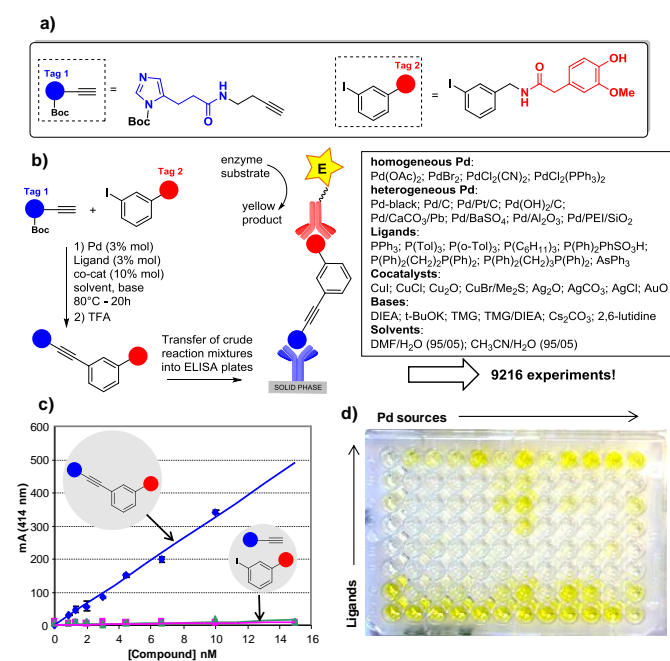 a)
Tag 1
Boc
=
N
N
Boc
O
H
N
Tag 2
I
=
I
N
H
O
OH
OMe
b)
Tag 1
Boc
+
I
Tag 2
1) Pd (3% mol)
Ligand (3% mol)
co-cat (10% mol)
solvent, base
80°C - 20h
2) TFA
Transfer of crude
reaction mixtures
into ELISA plates
enzyme
substrate
yellow
product
E
SOLID PHASE
homogeneous Pd:
Pd(OAc)2; PdBr2; PdCl2(CN)2; PdCl2(PPh3)2
heterogeneous Pd:
Pd-black; Pd/C; Pd/Pt/C; Pd(OH)2/C;
Pd/CaCO3/Pb; Pd/BaSO4; Pd/Al2O3; Pd/PEI/SiO2
Ligands:
PPh3; P(Tol)3; P(o-Tol)3; P(C6H11)3; P(Ph)2PhSO3H;
P(Ph)2(CH2)2P(Ph)2; P(Ph)2(CH2)3P(Ph)2; AsPh3
Cocatalysts:
CuI; CuCl; Cu2O; CuBr/Me2S; Ag2O; AgCO3; AgCl; AuO
Bases:
DIEA; t-BuOK; TMG; TMG/DIEA; Cs2CO3; 2,6-lutidine
Solvents:
DMF/H2O (95/05); CH3CN/H2O (95/05)
9216 experiments!
c)
mA (414 nm)
600
500
400
300
200
100
0
0 2 4 6 8 10 12 14 16
[Compound] nM
I
d)
Pd sources
Ligands